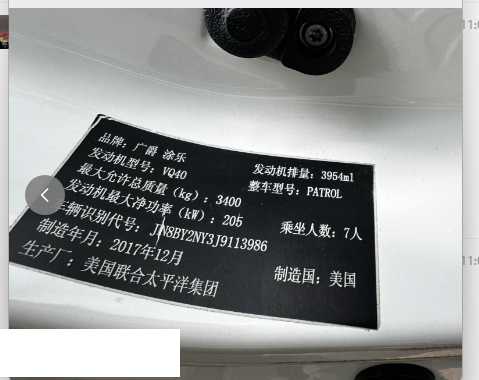 品牌：广爵 涂乐
发动机型号：VQ40
发动机排量：3954ml
最大允许总质量（kg）：3400
整车型号：PATROL
发动机最大净功率（kW）：205
乘坐人数：7人
车辆识别代号：JN8BY2NY3J9113986
制造年月：2017年12月
制造国：美国
生产厂：美国联合太平洋集团